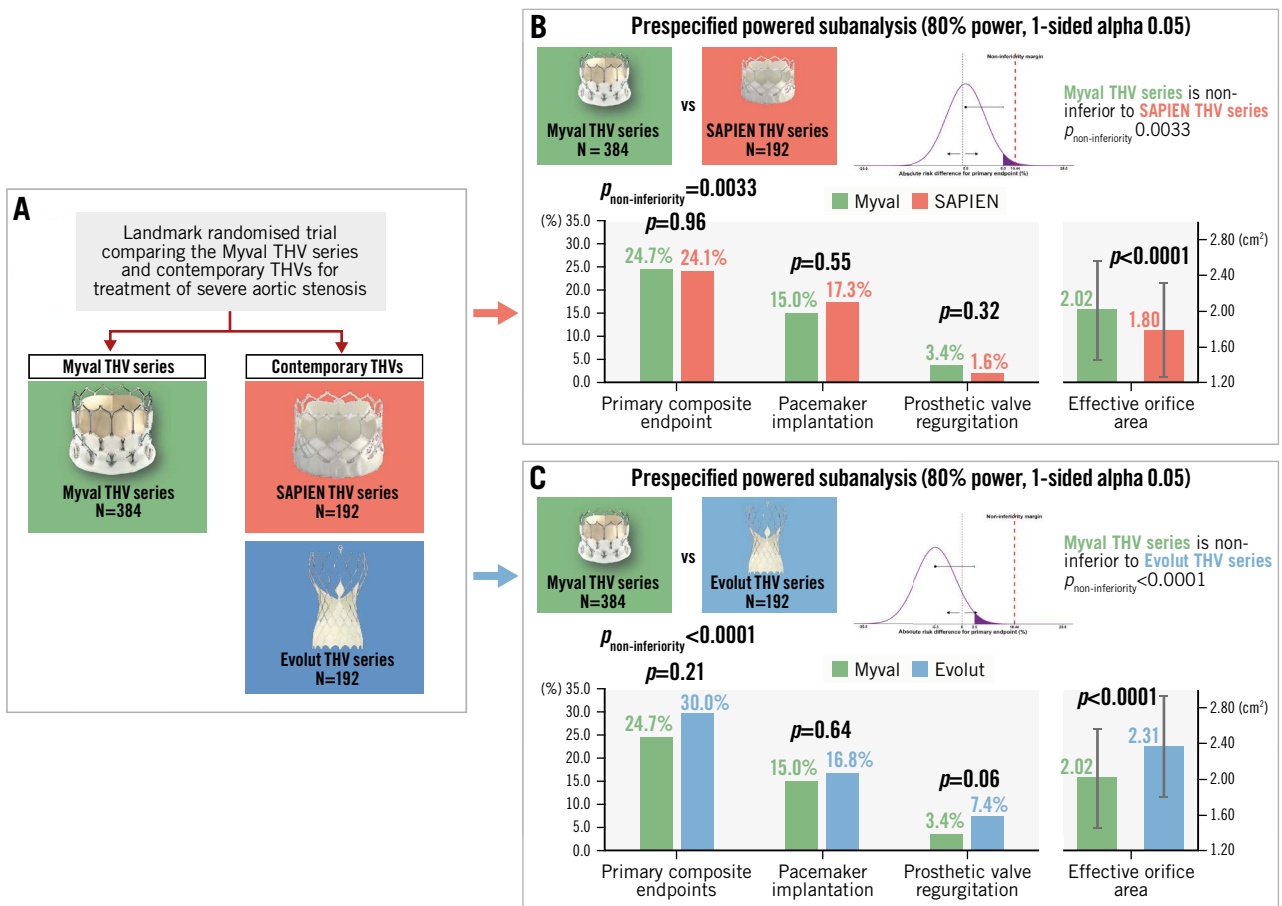 A
Landmark randomised trial
comparing the Myval THV series
and contemporary THVs for
treatment of severe aortic stenosis
Myval THV series
Contemporary THVs
Myval THV series
N=384
SAPIEN THV series
N=192
Evolut THV series
N=192
B
Prespecified powered subanalysis (80% power, 1-sided alpha 0.05)
Myval THV series
N = 384
vs
SAPIEN THV series
N=192
Non-inferiority margin
Absolute risk difference for primary endpoint (%)
Myval THV series is non-
inferior to SAPIEN THV series
pnon-inferiority 0.0033
pnon-inferiority=0.0033
Myval SAPIEN
(%)
35.0
30.0
25.0
20.0
15.0
10.0
5.0
0.0
p=0.96
24.7% 24.1%
p=0.55
15.0% 17.3%
p=0.32
3.4% 1.6%
Primary composite
endpoint
Pacemaker
implantation
Prosthetic valve
regurgitation
p<0.0001
2.02
1.80
2.80 (cm²)
2.40
2.00
1.60
1.20
Effective orifice
area
C
Prespecified powered subanalysis (80% power, 1-sided alpha 0.05)
Myval THV series
N=384
vs
Evolut THV series
N=192
Non-inferiority margin
Absolute risk difference for primary endpoint (%)
Myval THV series is non-
inferior to Evolut THV series
pnon-inferiority<0.0001
pnon-inferiority<0.0001
Myval Evolut
(%)
35.0
30.0
25.0
20.0
15.0
10.0
5.0
0.0
p=0.21
24.7% 30.0%
p=0.64
15.0% 16.8%
p=0.06
3.4% 7.4%
Primary composite
endpoints
Pacemaker
implantation
Prosthetic valve
regurgitation
p<0.0001
2.02
2.31
2.80 (cm²)
2.40
2.00
1.60
1.20
Effective orifice
area